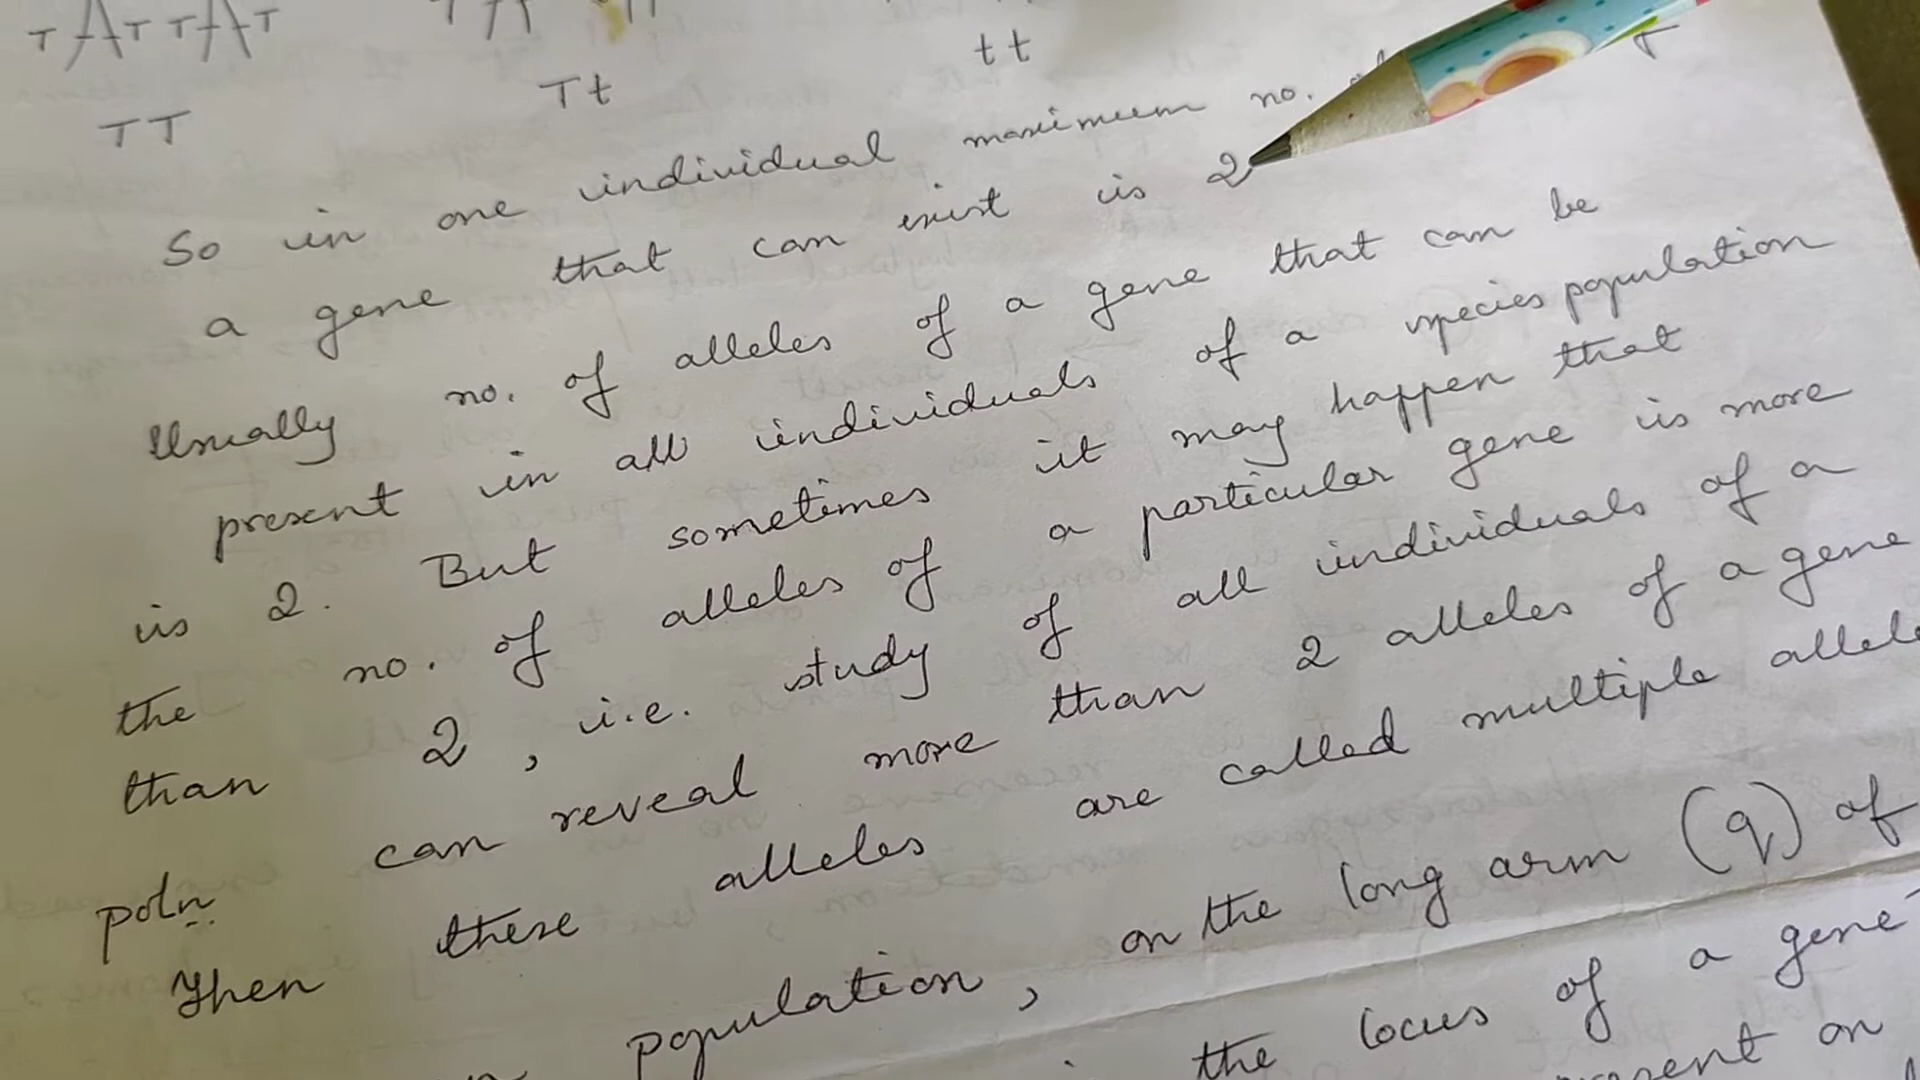 T T T T
Tt
tt
TT
So in one individual maximum no.
a gene that can exist is 2
Usually no. of alleles of a gene that can be
present in all individuals of a species population
is 2. But sometimes it may happen that
the no. of alleles of a particular gene is more
than 2, i.e. study of all individuals of a
poln can reveal more than 2 alleles of a gene
Then these alleles are called multiple
population, on the long arm (q) of
the locus of a gene
on